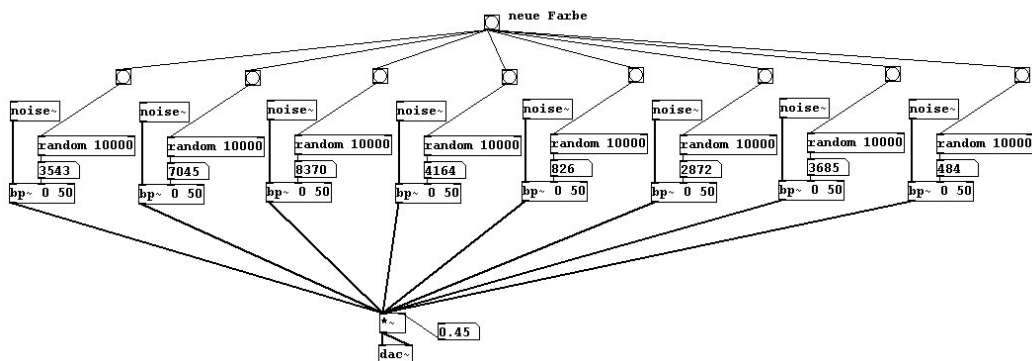 neue Farbe
noise~ noise~ noise~ noise~ noise~ noise~ noise~ noise~
random 10000 random 10000 random 10000 random 10000 random 10000 random 10000 random 10000 random 10000
3543 7045 8370 4164 826 2872 3685 484
bp~ 0 50 bp~ 0 50 bp~ 0 50 bp~ 0 50 bp~ 0 50 bp~ 0 50 bp~ 0 50 bp~ 0 50
*~ 0.45
dac~